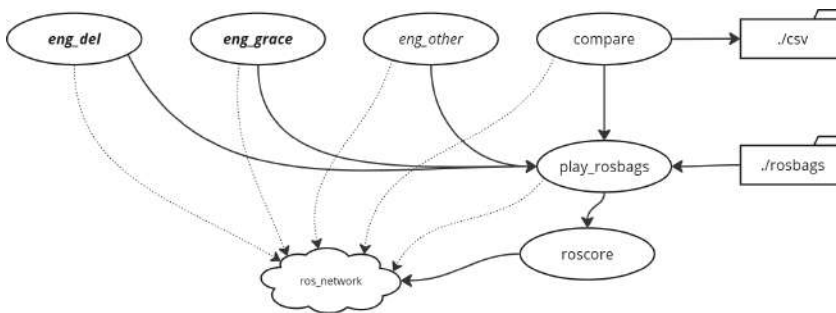 eng_del
eng_grace
eng_other
compare
./csv
play_rosbags
./rosbags
roscore
ros_network